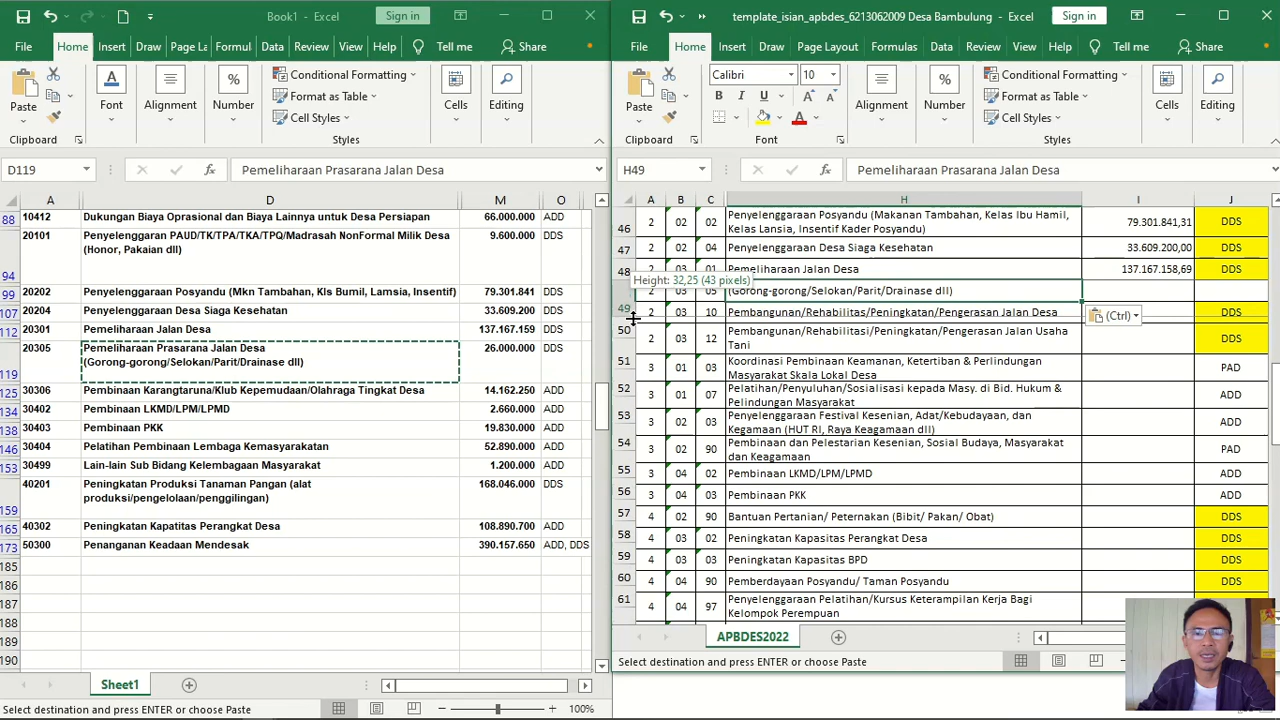 Book1 - Excel
Sign in
File Home Insert Draw Page La Formul Data Review View Help Tell me Share
Paste
Font
Alignment
Number
Conditional Formatting
Format as Table
Cell Styles
Cells
Editing
Clipboard
Styles
D119
fx
Pemeliharaan Prasarana Jalan Desa
A D M O
88 10412 Dukungan Biaya Oprasional dan Biaya Lainnya untuk Desa Persiapan 66.000.000 ADD
20101 Penyelenggaran PAUD/TK/TPA/TKA/TPQ/Madrasah NonFormal Milik Desa 9.600.000 DDS
(Honor, Pakaian dll)
94
99 20202 Penyelenggaraan Posyandu (Mkn Tambahan, Kls Bumil, Lamsia, Insentif) 79.301.841 DDS
107 20204 Penyelenggaraan Desa Siaga Kesehatan 33.609.200 DDS
112 20301 Pemeliharaan Jalan Desa 137.167.159 DDS
20305 Pemeliharaan Prasarana Jalan Desa 26.000.000 DDS
(Gorong-gorong/Selokan/Parit/Drainase dll)
119
125 30306 Pembinaan Karangtaruna/Klub Kepemudaan/Olahraga Tingkat Desa 14.162.250 ADD
134 30402 Pembinaan LKMD/LPM/LPMD 2.660.000 ADD
138 30403 Pembinaan PKK 19.830.000 ADD
146 30404 Pelatihan Pembinaan Lembaga Kemasyarakatan 52.890.000 ADD
153 30499 Lain-lain Sub Bidang Kelembagaan Masyarakat 1.200.000 ADD
40201 Peningkatan Produksi Tanaman Pangan (alat 168.046.000 DDS
produksi/pengelolaan/penggilingan)
159
165 40302 Peningkatan Kapatitas Perangkat Desa 108.890.700 ADD
173 50300 Penanganan Keadaan Mendesak 390.157.650 ADD, DDS
185
186
187
188
189
190
Sheet1
Select destination and press ENTER or choose Paste
100%
template_isian_apbdes_6213062009 Desa Bambulung - Excel
Sign in
File Home Insert Draw Page Layout Formulas Data Review View Help Tell me Share
Paste
Calibri 10
B I U
Alignment
Number
Conditional Formatting
Format as Table
Cell Styles
Cells
Editing
Clipboard
Font
Styles
H49
fx
Pemeliharaan Prasarana Jalan Desa
A B C H I J
46 2 02 02 Penyelenggaraan Posyandu (Makanan Tambahan, Kelas Ibu Hamil, 79.301.841,31 DDS
Kelas Lansia, Insentif Kader Posyandu)
47 2 02 04 Penyelenggaraan Desa Siaga Kesehatan 33.609.200,00 DDS
48 2 03 01 Pemeliharaan Jalan Desa 137.167.158,69 DDS
Height: 32,25 (43 pixels)
49 2 03 05 (Gorong-gorong/Selokan/Parit/Drainase dll)
2 03 10 Pembangunan/Rehabilitasi/Peningkatan/Pengerasan Jalan Desa DDS
(Ctrl)
50 2 03 12 Pembangunan/Rehabilitasi/Peningkatan/Pengerasan Jalan Usaha DDS
Tani
51 3 01 03 Koordinasi Pembinaan Keamanan, Ketertiban & Perlindungan PAD
Masyarakat Skala Lokal Desa
52 3 01 07 Pelatihan/Penyuluhan/Sosialisasi kepada Masy. di Bid. Hukum & ADD
Pelindungan Masyarakat
53 3 02 03 Penyelenggaraan Festival Kesenian, Adat/Kebudayaan, dan ADD
Kegamaan (HUT RI, Raya Keagamaan dll)
54 3 02 90 Pembinaan dan Pelestarian Kesenian, Sosial Budaya, Masyarakat PAD
dan Keagamaan
55 3 04 02 Pembinaan LKMD/LPM/LPMD ADD
56 3 04 03 Pembinaan PKK ADD
57 4 02 90 Bantuan Pertanian/ Peternakan (Bibit/ Pakan/ Obat) DDS
58 4 03 02 Peningkatan Kapasitas Perangkat Desa DDS
59 4 03 03 Peningkatan Kapasitas BPD DDS
60 4 04 90 Pemberdayaan Posyandu/ Taman Posyandu DDS
61 4 04 97 Penyelenggaraan Pelatihan/Kursus Keterampilan Kerja Bagi
Kelompok Perempuan
APBDES2022
Select destination and press ENTER or choose Paste